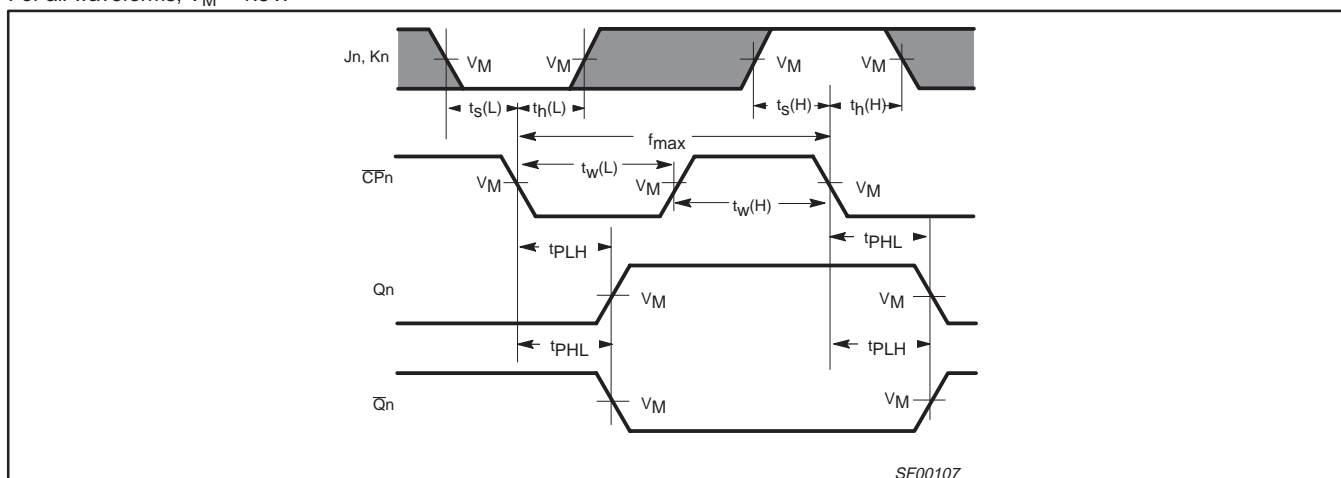 Jn, Kn
VM VM VM VM
ts(L) th(L) ts(H) th(H)
fmax
tw(L)
CPn VM VM VM
tw(H)
tPLH tPHL
Qn VM VM
tPHL tPLH
Qn VM VM
SF00107